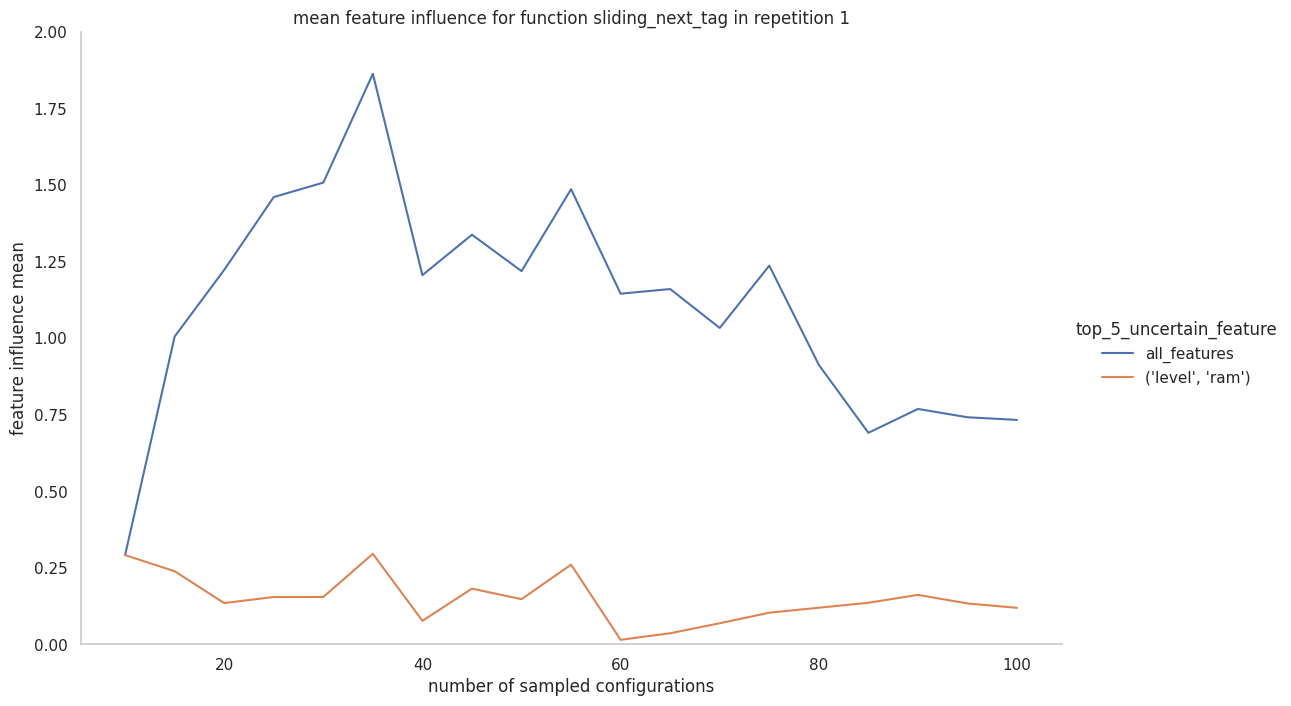 mean feature influence for function sliding_next_tag in repetition 1
2.00
1.75
1.50
1.25
1.00
0.75
0.50
0.25
0.00
feature influence mean
20 40 60 80 100
number of sampled configurations
top_5_uncertain_feature
all_features
('level', 'ram')